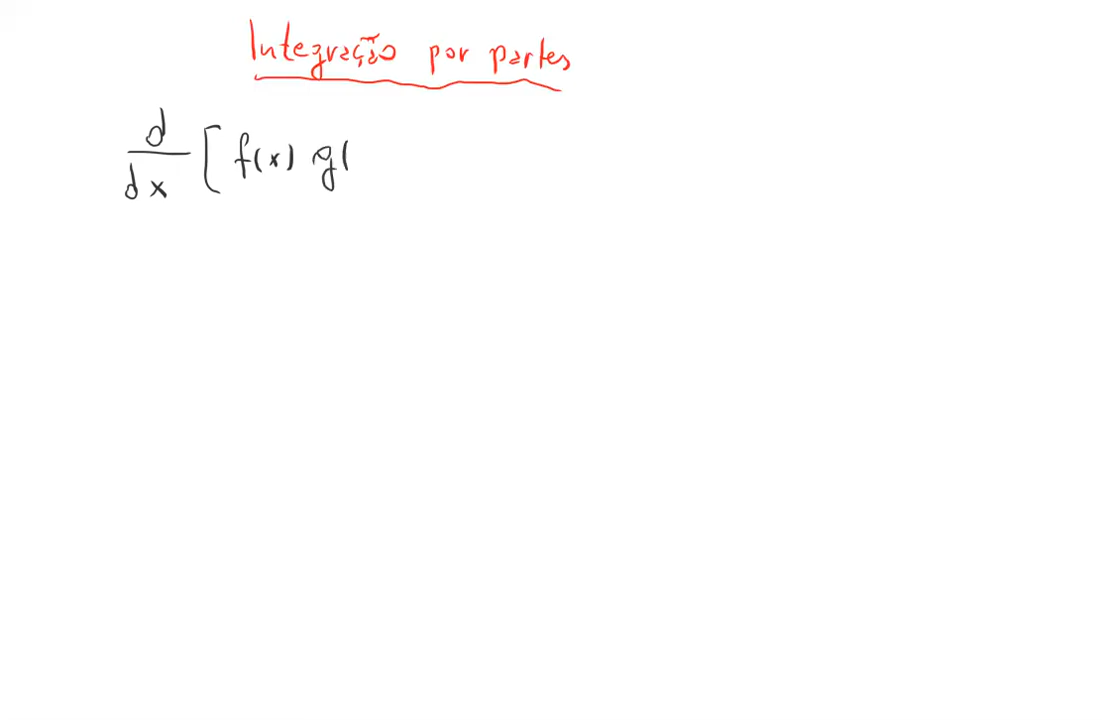 Integração por partes
d/dx [ f(x) g(